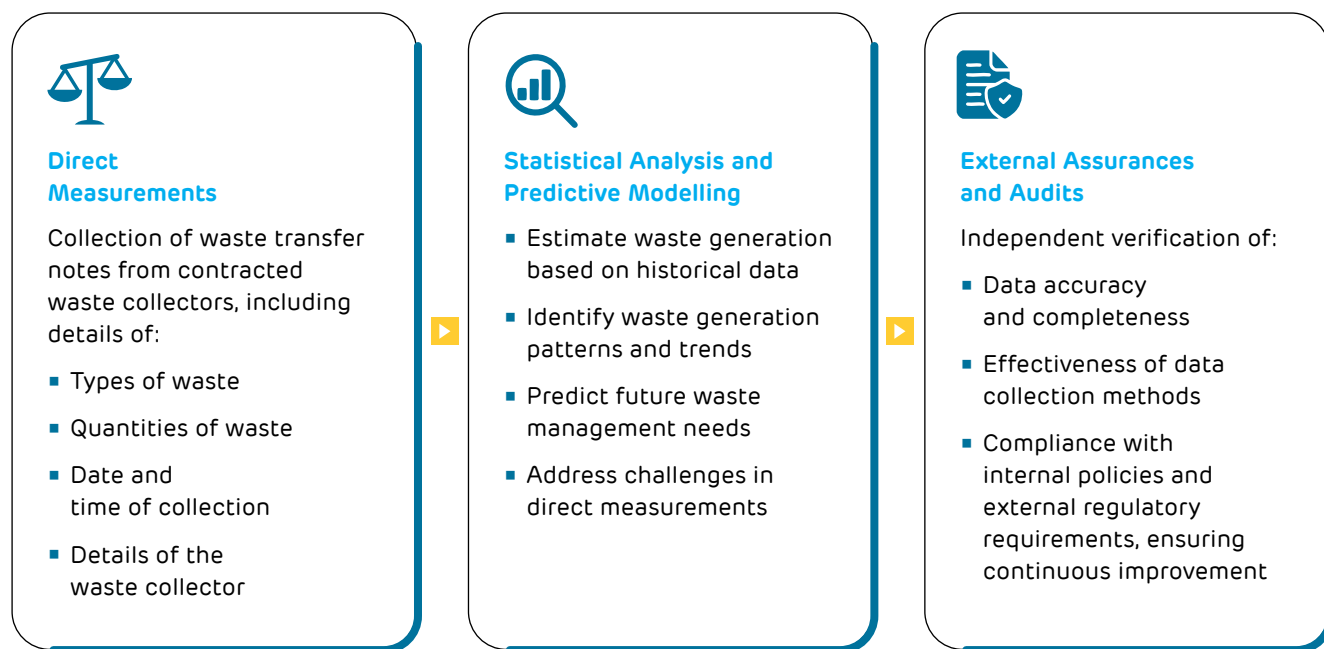 Direct
Measurements
Collection of waste transfer
notes from contracted
waste collectors, including
details of:
Types of waste
Quantities of waste
Date and
time of collection
Details of the
waste collector
Statistical Analysis and
Predictive Modelling
Estimate waste generation
based on historical data
Identify waste generation
patterns and trends
Predict future waste
management needs
Address challenges in
direct measurements
External Assurances
and Audits
Independent verification of:
Data accuracy
and completeness
Effectiveness of data
collection methods
Compliance with
internal policies and
external regulatory
requirements, ensuring
continuous improvement